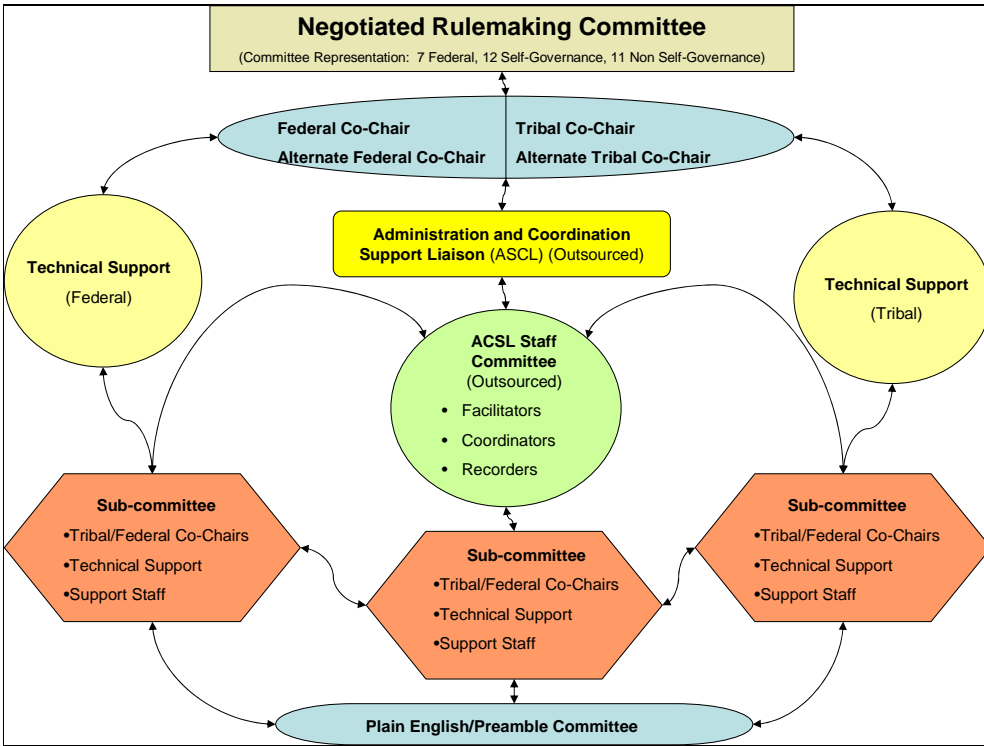 Negotiated Rulemaking Committee
(Committee Representation: 7 Federal, 12 Self-Governance, 11 Non Self-Governance)
Federal Co-Chair
Alternate Federal Co-Chair
Tribal Co-Chair
Alternate Tribal Co-Chair
Administration and Coordination
Support Liaison (ASCL) (Outsourced)
Technical Support
(Federal)
Technical Support
(Tribal)
ACSL Staff
Committee
(Outsourced)
• Facilitators
• Coordinators
• Recorders
Sub-committee
•Tribal/Federal Co-Chairs
•Technical Support
•Support Staff
Sub-committee
•Tribal/Federal Co-Chairs
•Technical Support
•Support Staff
Sub-committee
•Tribal/Federal Co-Chairs
•Technical Support
•Support Staff
Plain English/Preamble Committee